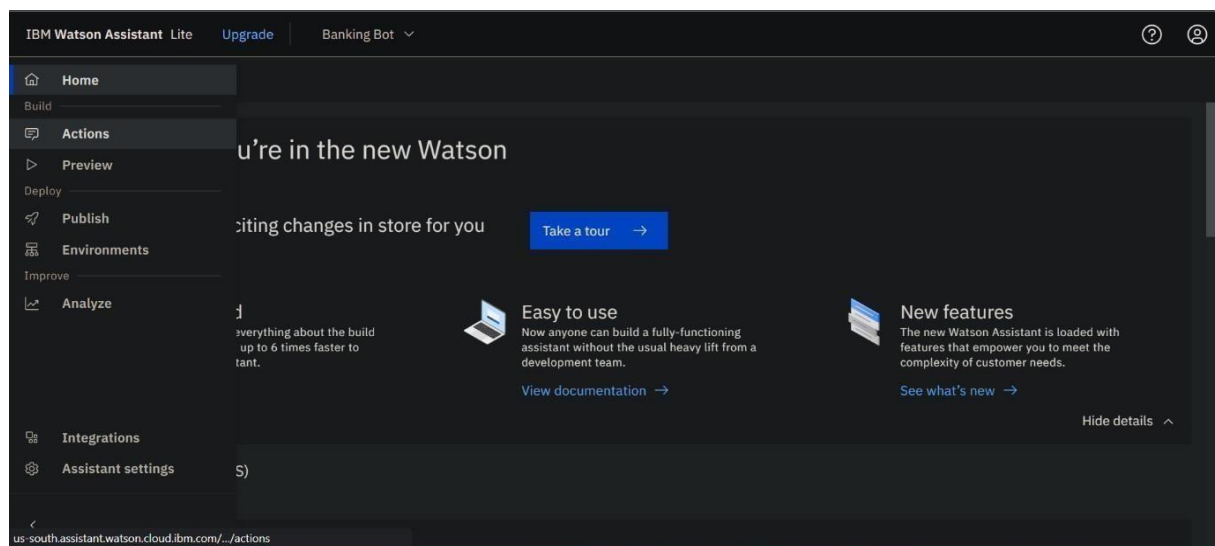 IBM Watson Assistant Lite Upgrade Banking Bot
Home
Build
Actions
Preview
Deploy
Publish
Environments
Improve
Analyze
Integrations
Assistant settings
us-south.assistant.watson.cloud.ibm.com/.../actions
u're in the new Watson
citing changes in store for you
Take a tour →
d
everything about the build
up to 6 times faster to
tant.
Easy to use
Now anyone can build a fully-functioning
assistant without the usual heavy lift from a
development team.
View documentation →
New features
The new Watson Assistant is loaded with
features that empower you to meet the
complexity of customer needs.
See what's new →
Hide details
S)